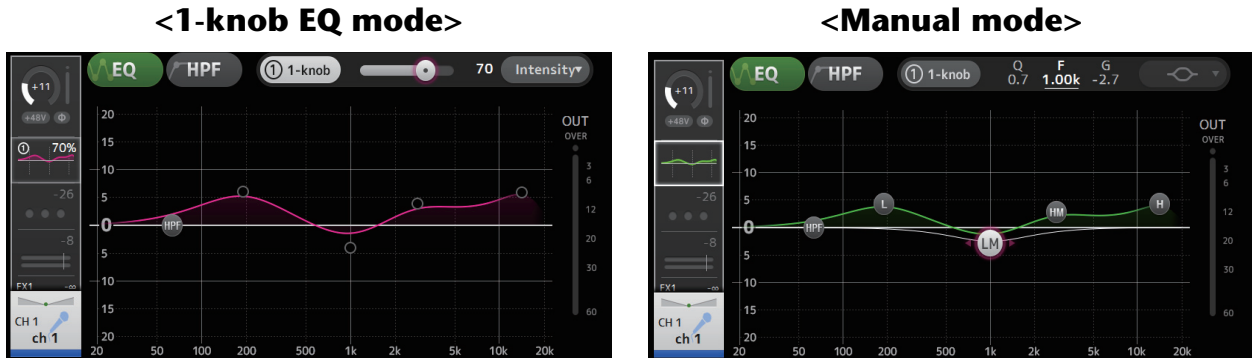 <1-knob EQ mode>
EQ HPF ① 1-knob 70 Intensity▾
+11
+48V Φ
① 70%
-26
-8
FX1 -∞
CH 1
ch 1
20
15
10
5
0
5
10
15
20
HPF
20 50 100 200 500 1k 2k 5k 10k 20k
OUT
OVER
3
6
12
20
30
60
<Manual mode>
EQ HPF ① 1-knob
Q F G
0.7 1.00k -2.7
+11
+48V Φ
-26
-8
FX1 -∞
CH 1
ch 1
20
15
10
5
0
5
10
15
20
HPF L LM HM H
20 50 100 200 500 1k 2k 5k 10k 20k
OUT
OVER
3
6
12
20
30
60